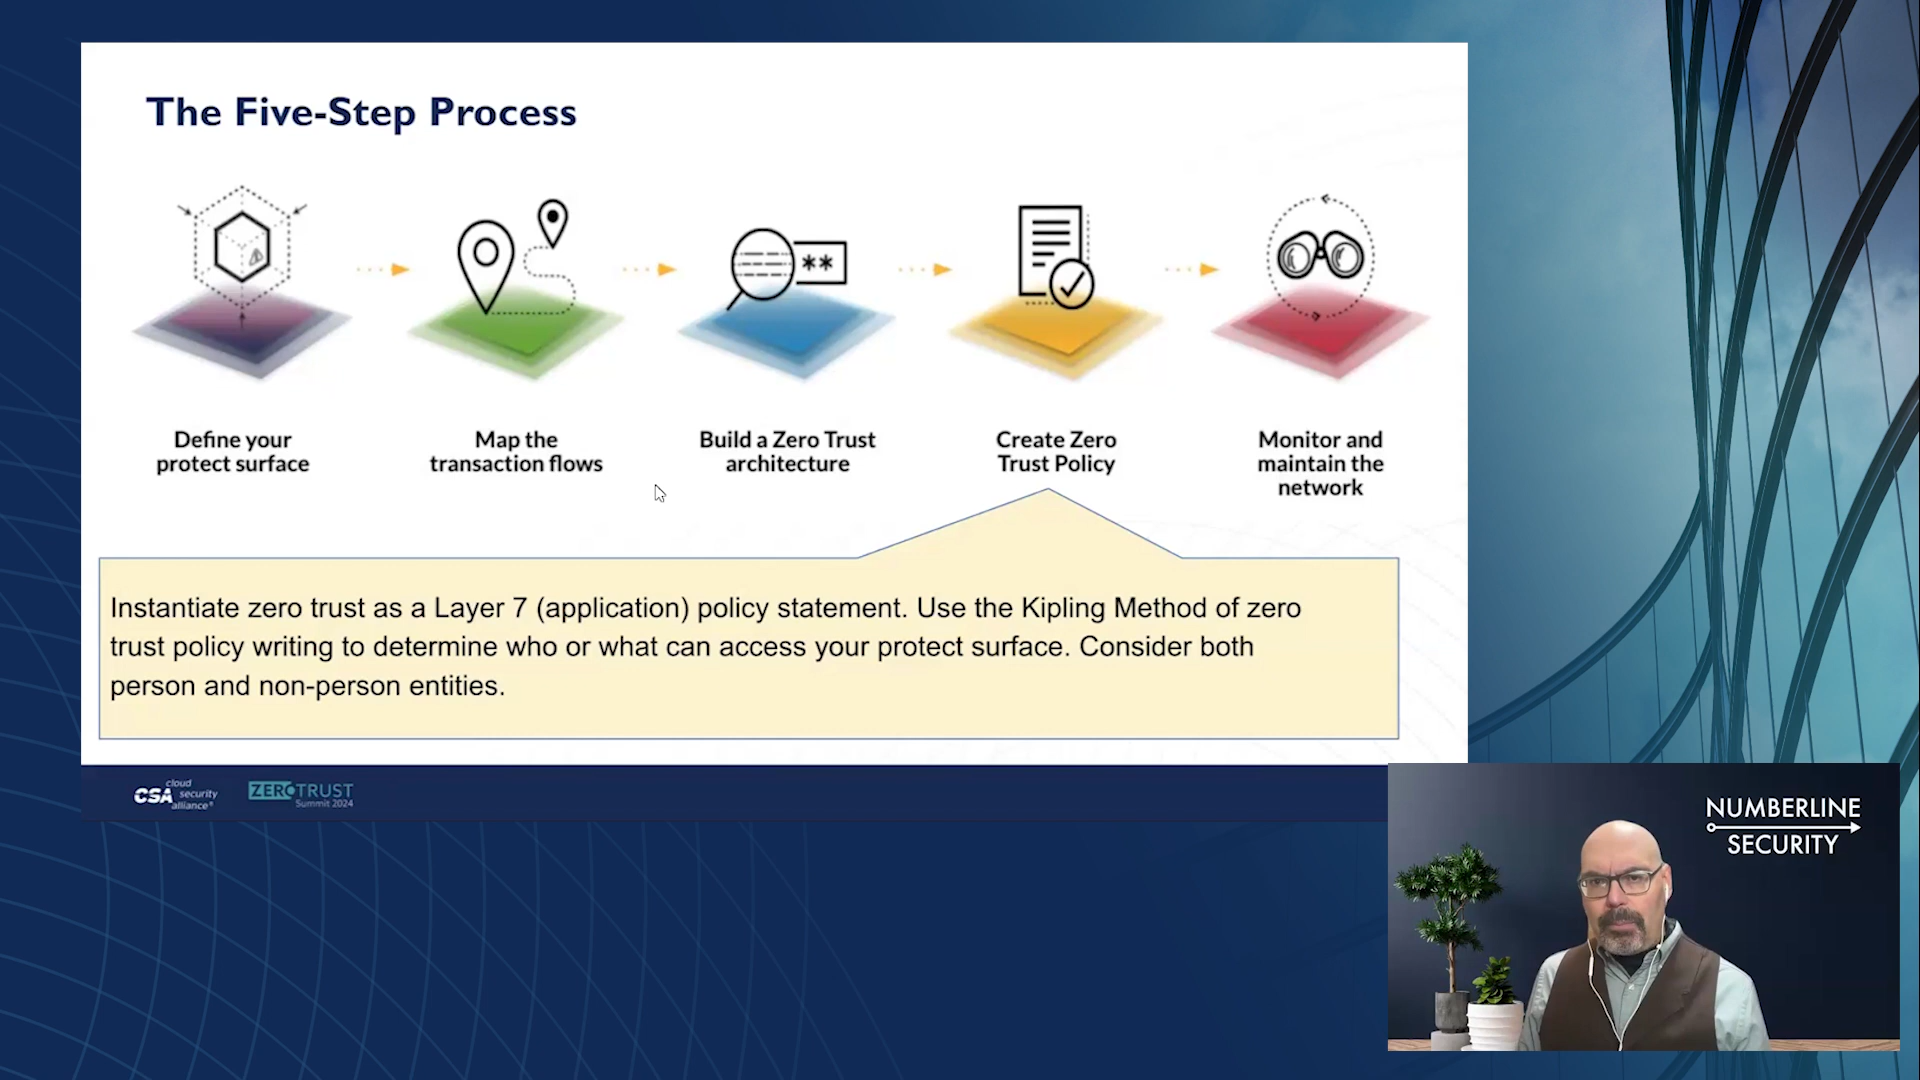 The Five-Step Process
**
Define your
protect surface
Map the
transaction flows
Build a Zero Trust
architecture
Create Zero
Trust Policy
Monitor and
maintain the
network
Instantiate zero trust as a Layer 7 (application) policy statement. Use the Kipling Method of zero
trust policy writing to determine who or what can access your protect surface. Consider both
person and non-person entities.
CSA cloud
security
alliance®
ZEROTRUST
Summit 2024
NUMBERLINE
SECURITY